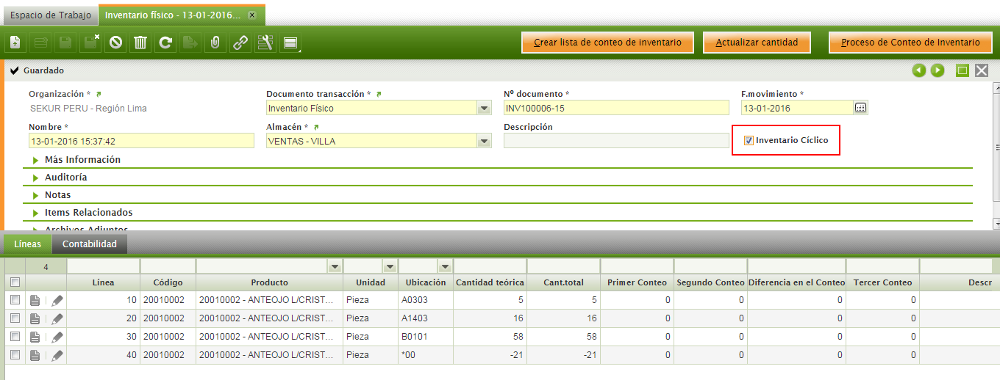 Espacio de Trabajo Inventario físico - 13-01-2016...
Crear lista de conteo de inventario Actualizar cantidad Proceso de Conteo de Inventario
Guardado
Organización * Documento transacción * Nº documento * F.movimiento *
SEKUR PERU - Región Lima Inventario Físico INV100006-15 13-01-2016
Nombre * Almacén * Descripción
13-01-2016 15:37:42 VENTAS - VILLA Inventario Cíclico
Más Información
Auditoría
Notas
Items Relacionados
Archivos Adjuntos
Líneas Contabilidad
4
Línea Código Producto Unidad Ubicación Cantidad teórica Cant.total Primer Conteo Segundo Conteo Diferencia en el Conteo Tercer Conteo Descr
10 20010002 20010002 - ANTEOJO L/CRIST... Pieza A0303 5 5 0 0 0 0
20 20010002 20010002 - ANTEOJO L/CRIST... Pieza A1403 16 16 0 0 0 0
30 20010002 20010002 - ANTEOJO L/CRIST... Pieza B0101 58 58 0 0 0 0
40 20010002 20010002 - ANTEOJO L/CRIST... Pieza *00 -21 -21 0 0 0 0